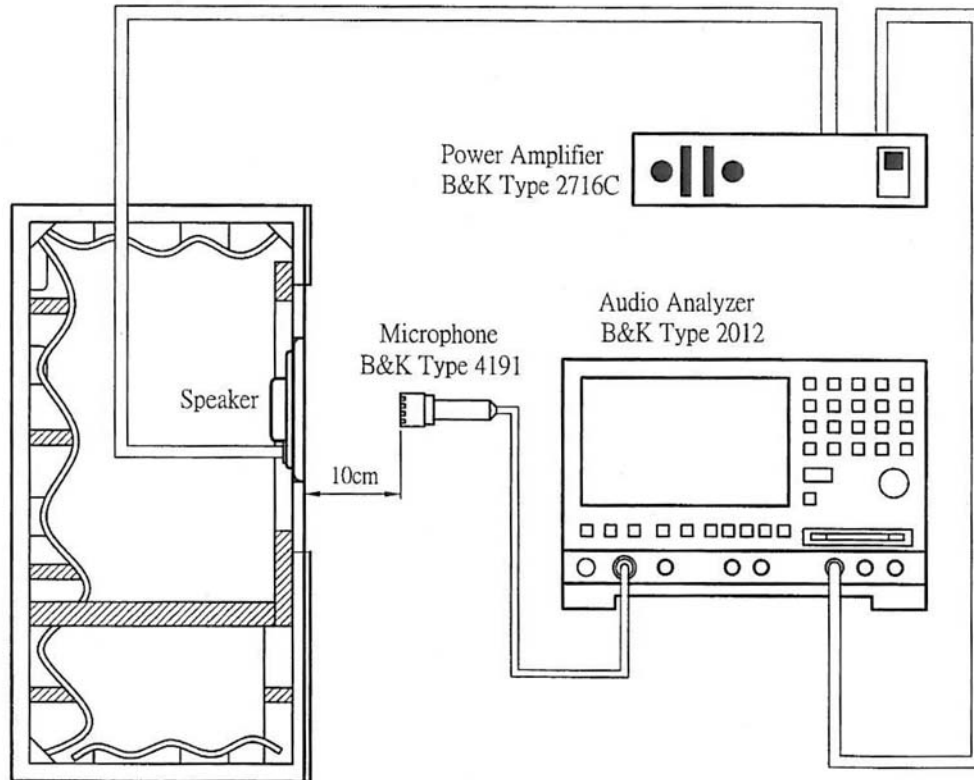 Power Amplifier
B&K Type 2716C
Audio Analyzer
B&K Type 2012
Microphone
B&K Type 4191
Speaker
10cm